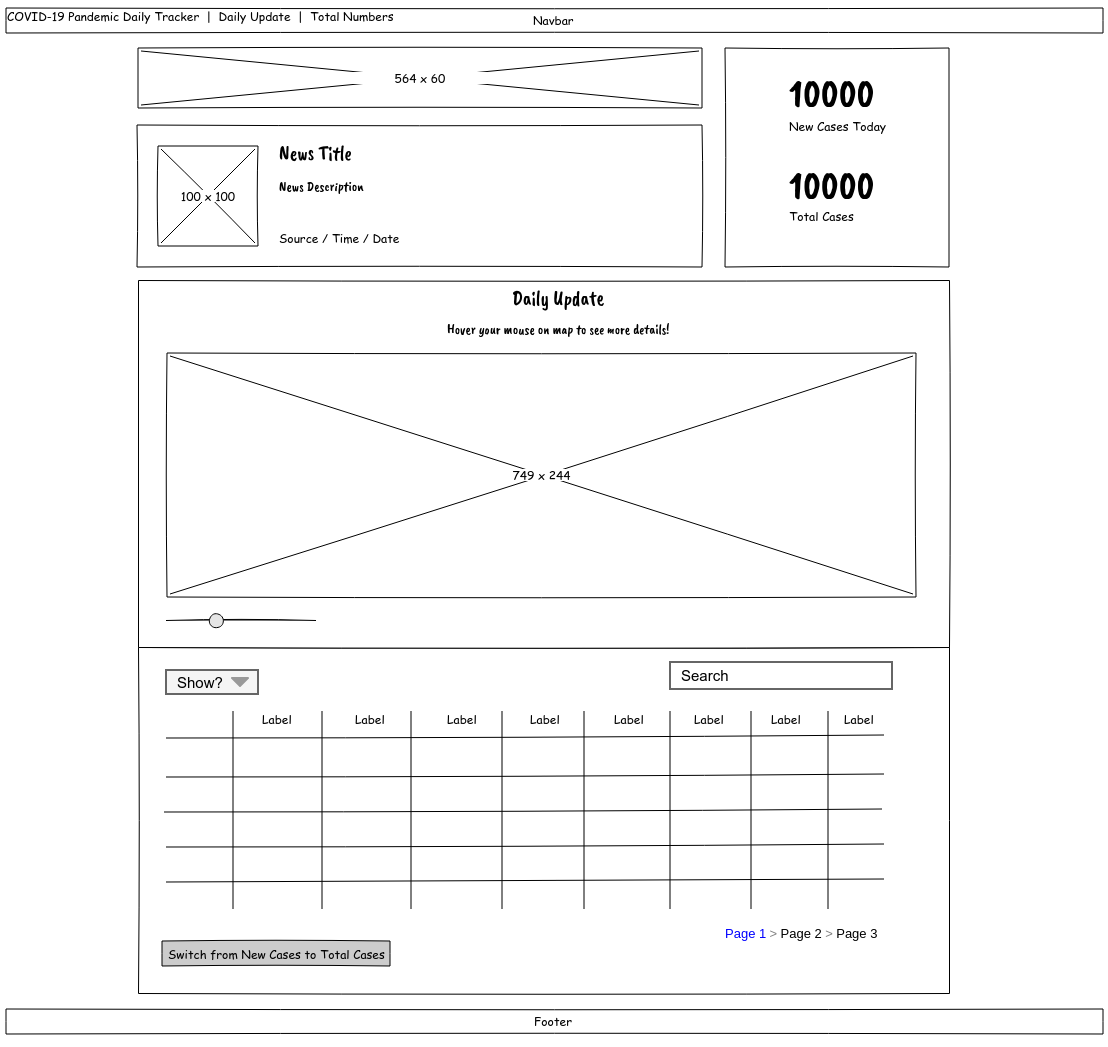 COVID-19 Pandemic Daily Tracker | Daily Update | Total Numbers
Navbar
564 x 60
100 x 100
News Title
News Description
Source / Time / Date
10000
New Cases Today
10000
Total Cases
Daily Update
Hover your mouse on map to see more details!
749 x 244
Show?
Search
Label Label Label Label Label Label Label Label
Page 1 > Page 2 > Page 3
Switch from New Cases to Total Cases
Footer